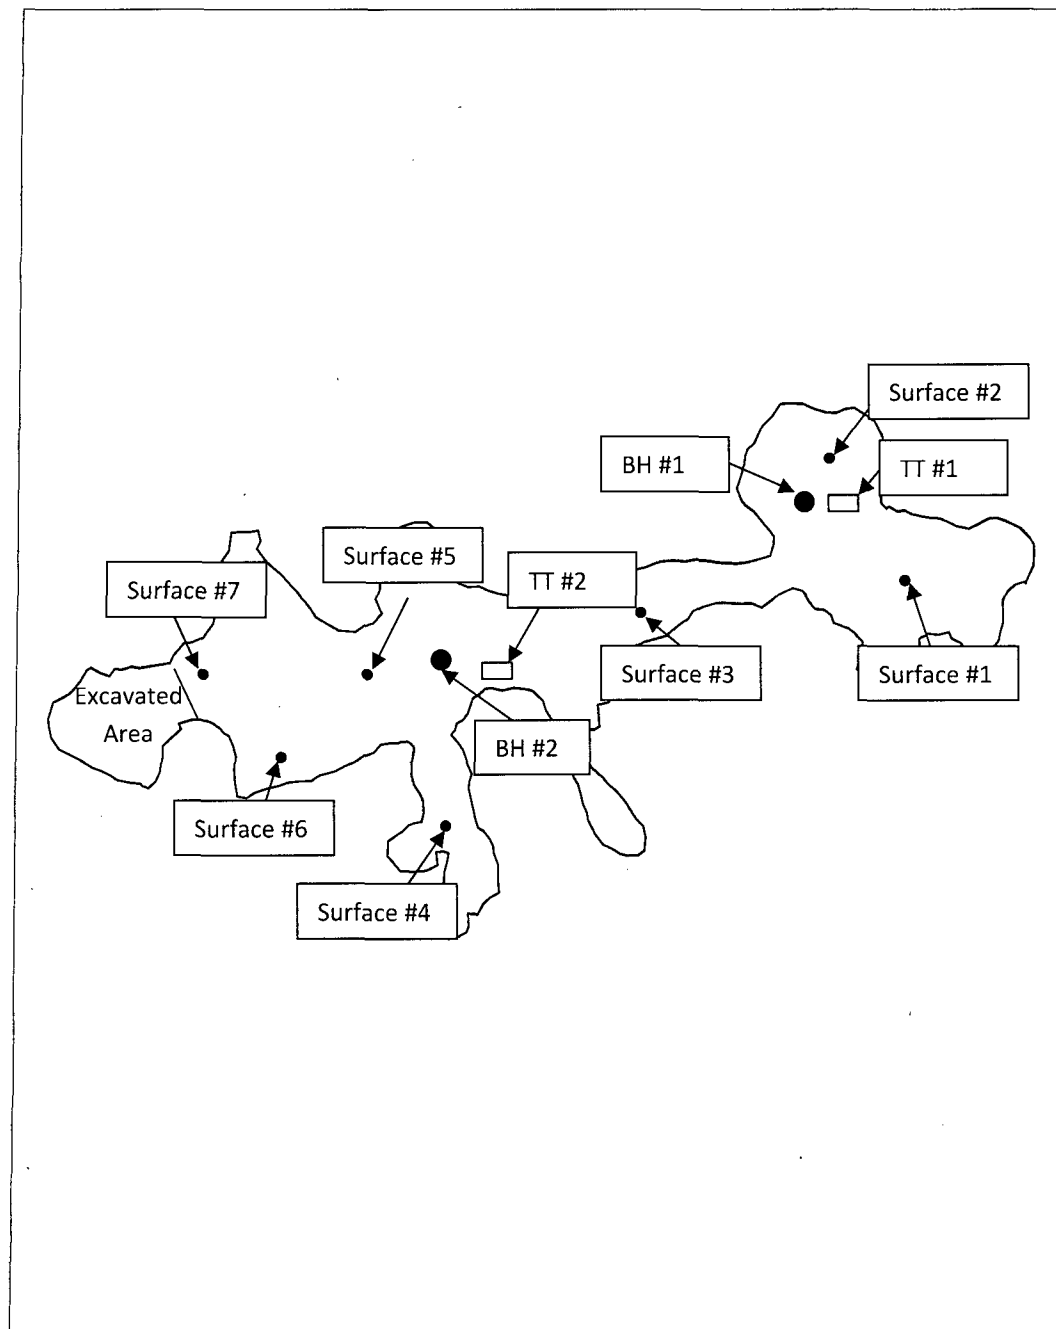 Surface #2
BH #1
TT #1
Surface #5
TT #2
Surface #7
Surface #3
Surface #1
Excavated
Area
BH #2
Surface #6
Surface #4